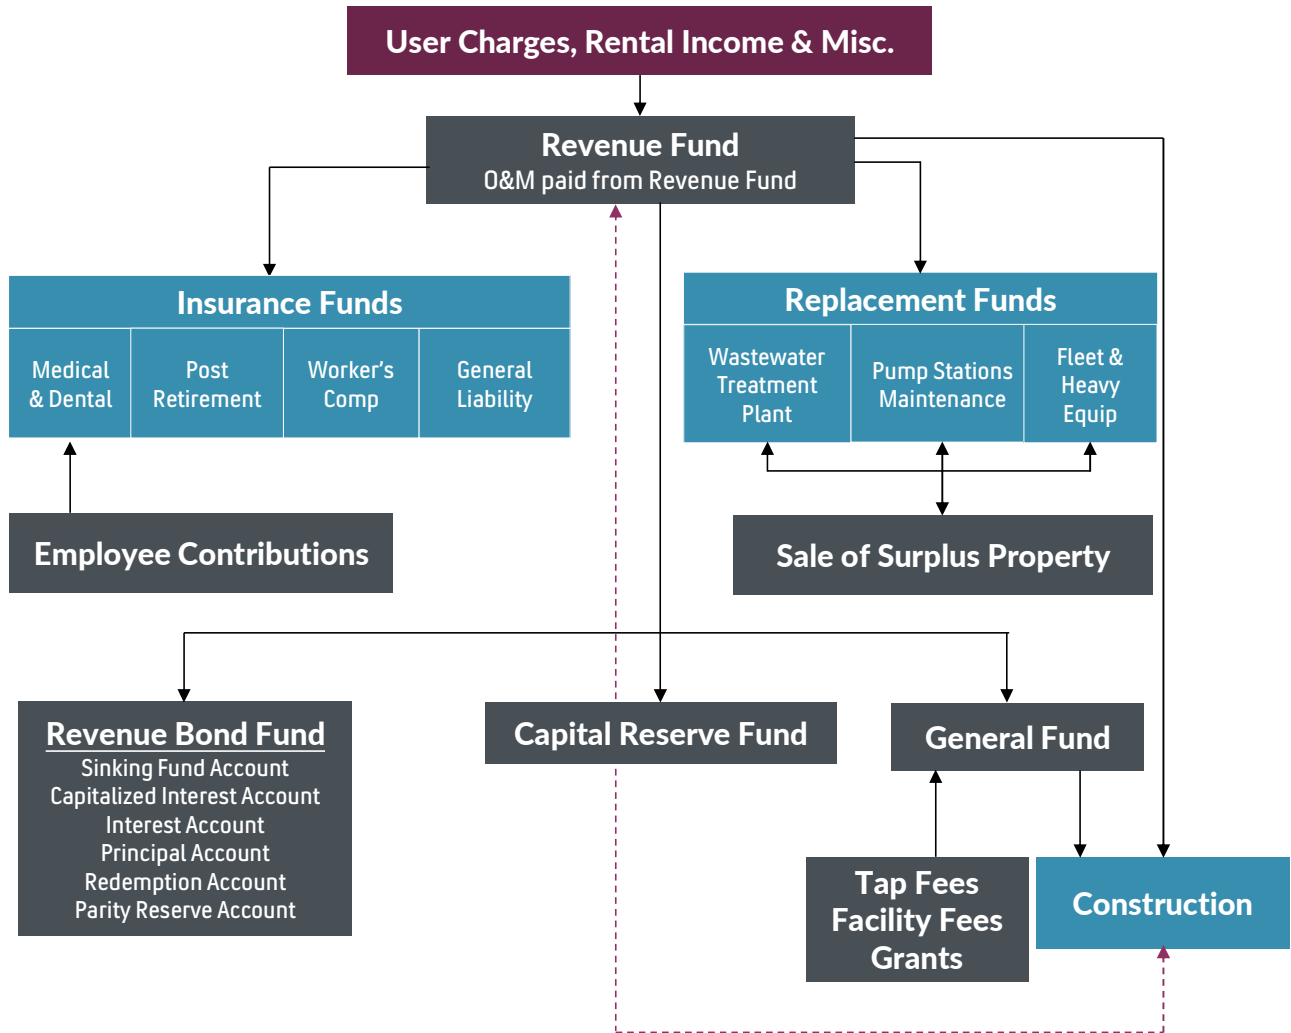 User Charges, Rental Income & Misc.
Revenue Fund
O&M paid from Revenue Fund
Insurance Funds
Medical
& Dental
Post
Retirement
Worker's
Comp
General
Liability
Replacement Funds
Wastewater
Treatment
Plant
Pump Stations
Maintenance
Fleet &
Heavy
Equip
Employee Contributions
Sale of Surplus Property
Revenue Bond Fund
Sinking Fund Account
Capitalized Interest Account
Interest Account
Principal Account
Redemption Account
Parity Reserve Account
Capital Reserve Fund
General Fund
Tap Fees
Facility Fees
Grants
Construction